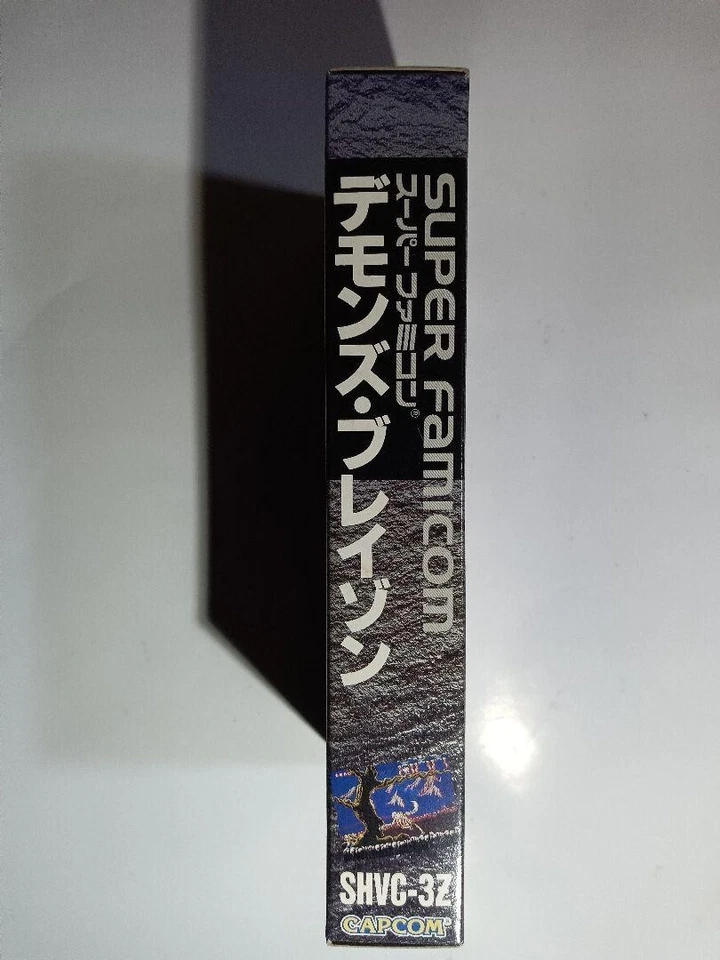 SUPER Famicom
スーパーファミコン®
デモンズ・ブレイゾン
SHVC-3Z
CAPCOM®